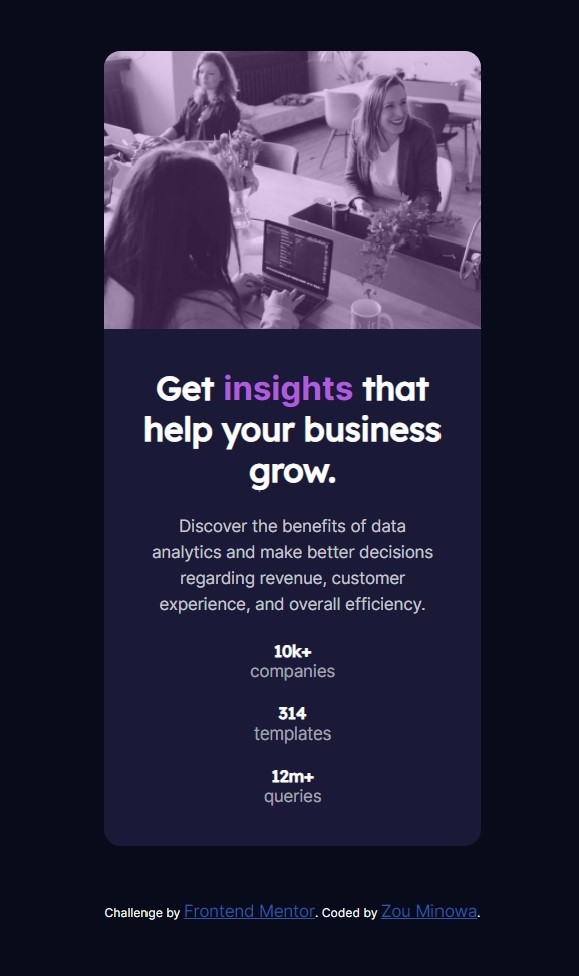 Get insights that
help your business
grow.
Discover the benefits of data
analytics and make better decisions
regarding revenue, customer
experience, and overall efficiency.
10k+
companies
314
templates
12m+
queries
Challenge by Frontend Mentor. Coded by Zou Minowa.